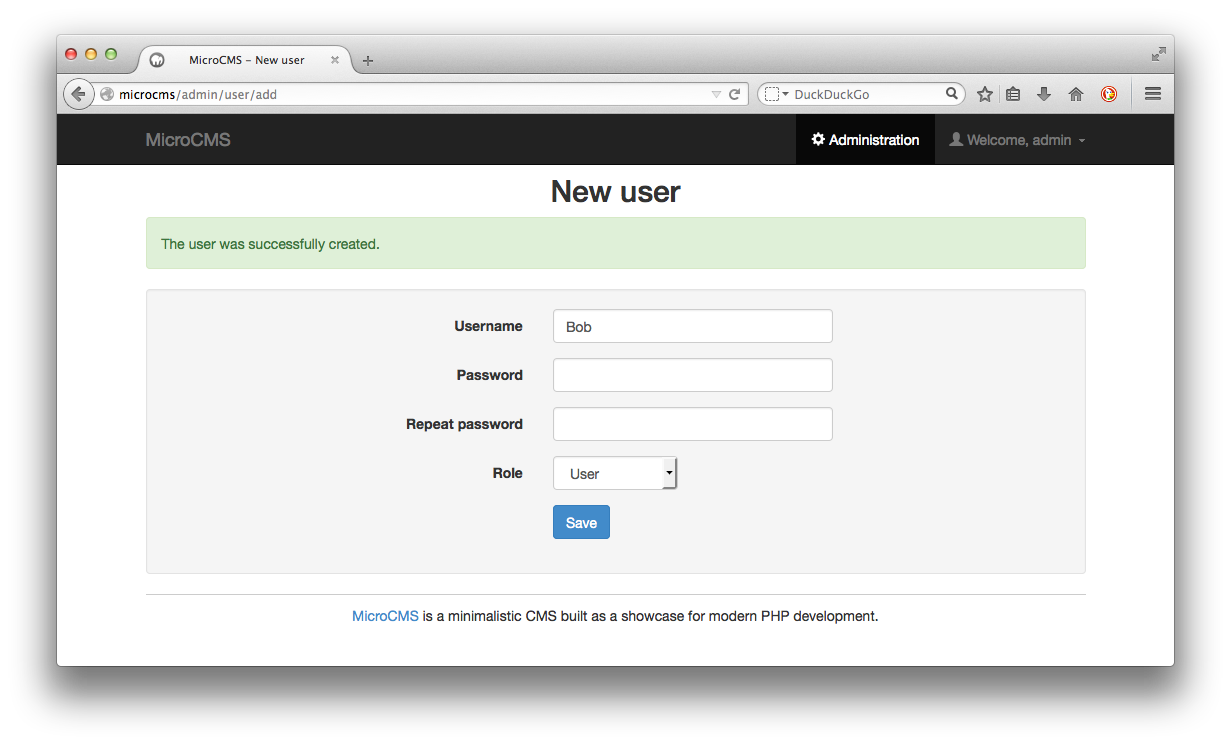 MicroCMS – New user
microcms/admin/user/add
DuckDuckGo
MicroCMS
Administration
Welcome, admin
New user
The user was successfully created.
Username
Bob
Password
Repeat password
Role
User
Save
MicroCMS is a minimalistic CMS built as a showcase for modern PHP development.